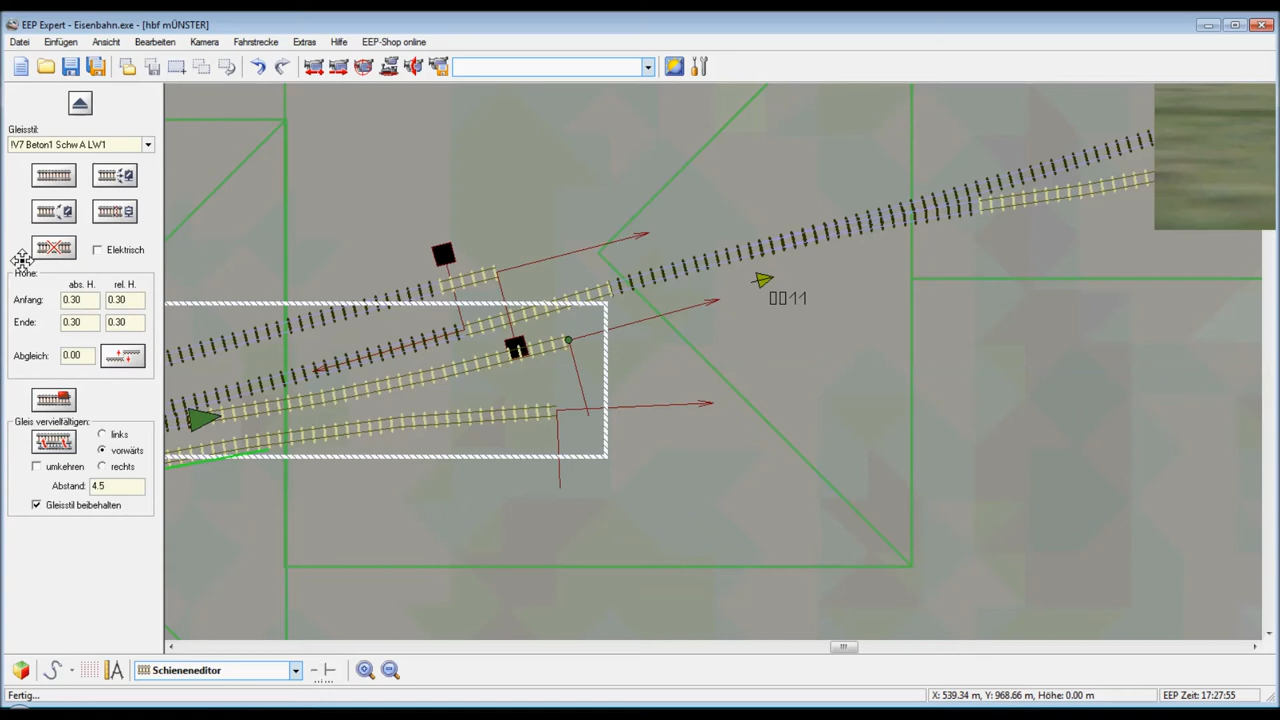 EEP Expert - Eisenbahn.exe - [hbf mÜNSTER]
Datei Einfügen Ansicht Bearbeiten Kamera Fahrstrecke Extras Hilfe EEP-Shop online
Gleisstil:
!V7 Beton1 Schw A LW1
Elektrisch
Höhe:
abs. H. rel. H.
Anfang: 0.30 0.30
Ende: 0.30 0.30
Abgleich: 0.00
Gleis vervielfältigen:
links
vorwärts
umkehren rechts
Abstand: 4.5
Gleisstil beibehalten
0011
Schieneneditor
Fertig... X: 539.34 m, Y: 968.66 m, Höhe: 0.00 m EEP Zeit: 17:27:55